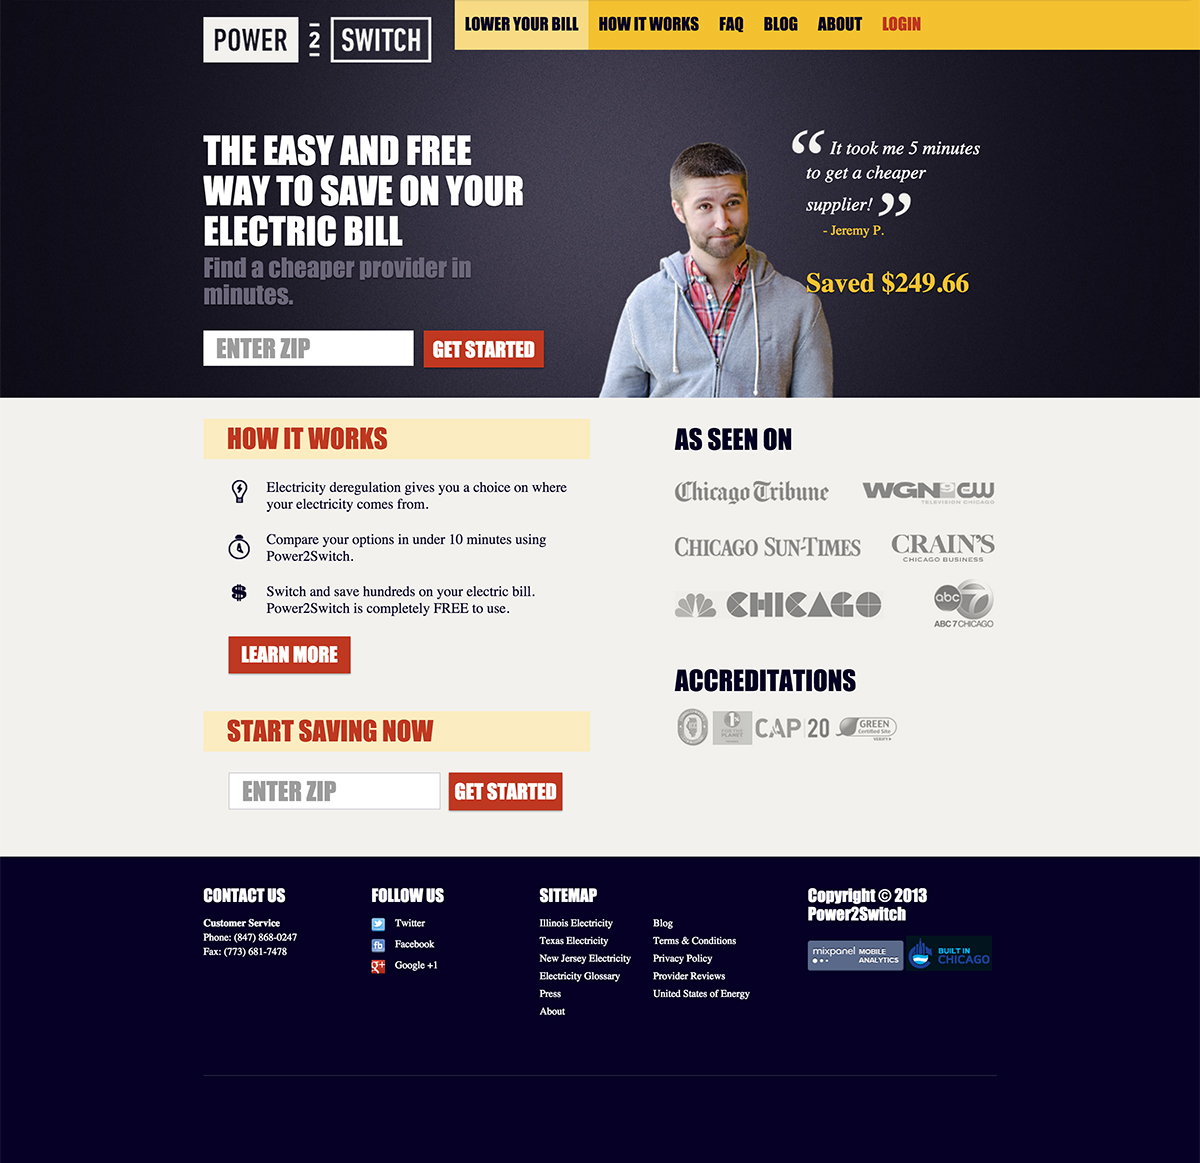 POWER 2 SWITCH
LOWER YOUR BILL HOW IT WORKS FAQ BLOG ABOUT LOGIN
THE EASY AND FREE
WAY TO SAVE ON YOUR
ELECTRIC BILL
Find a cheaper provider in
minutes.
ENTER ZIP GET STARTED
“ It took me 5 minutes
to get a cheaper
supplier! ”
- Jeremy P.
Saved $249.66
HOW IT WORKS
Electricity deregulation gives you a choice on where
your electricity comes from.
Compare your options in under 10 minutes using
Power2Switch.
Switch and save hundreds on your electric bill.
Power2Switch is completely FREE to use.
LEARN MORE
START SAVING NOW
ENTER ZIP GET STARTED
AS SEEN ON
Chicago Tribune WGN 9 CW
TELEVISION CHICAGO
CHICAGO SUN-TIMES CRAIN'S
CHICAGO BUSINESS
CHICAGO abc 7
ABC 7 CHICAGO
ACCREDITATIONS
1%
FOR THE
PLANET
CAP 20
GREEN
Certified Site
VERIFY
CONTACT US
Customer Service
Phone: (847) 868-0247
Fax: (773) 681-7478
FOLLOW US
Twitter
Facebook
Google +1
SITEMAP
Illinois Electricity
Texas Electricity
New Jersey Electricity
Electricity Glossary
Press
About
Blog
Terms & Conditions
Privacy Policy
Provider Reviews
United States of Energy
Copyright © 2013
Power2Switch
mixpanel MOBILE
ANALYTICS
BUILT IN
CHICAGO